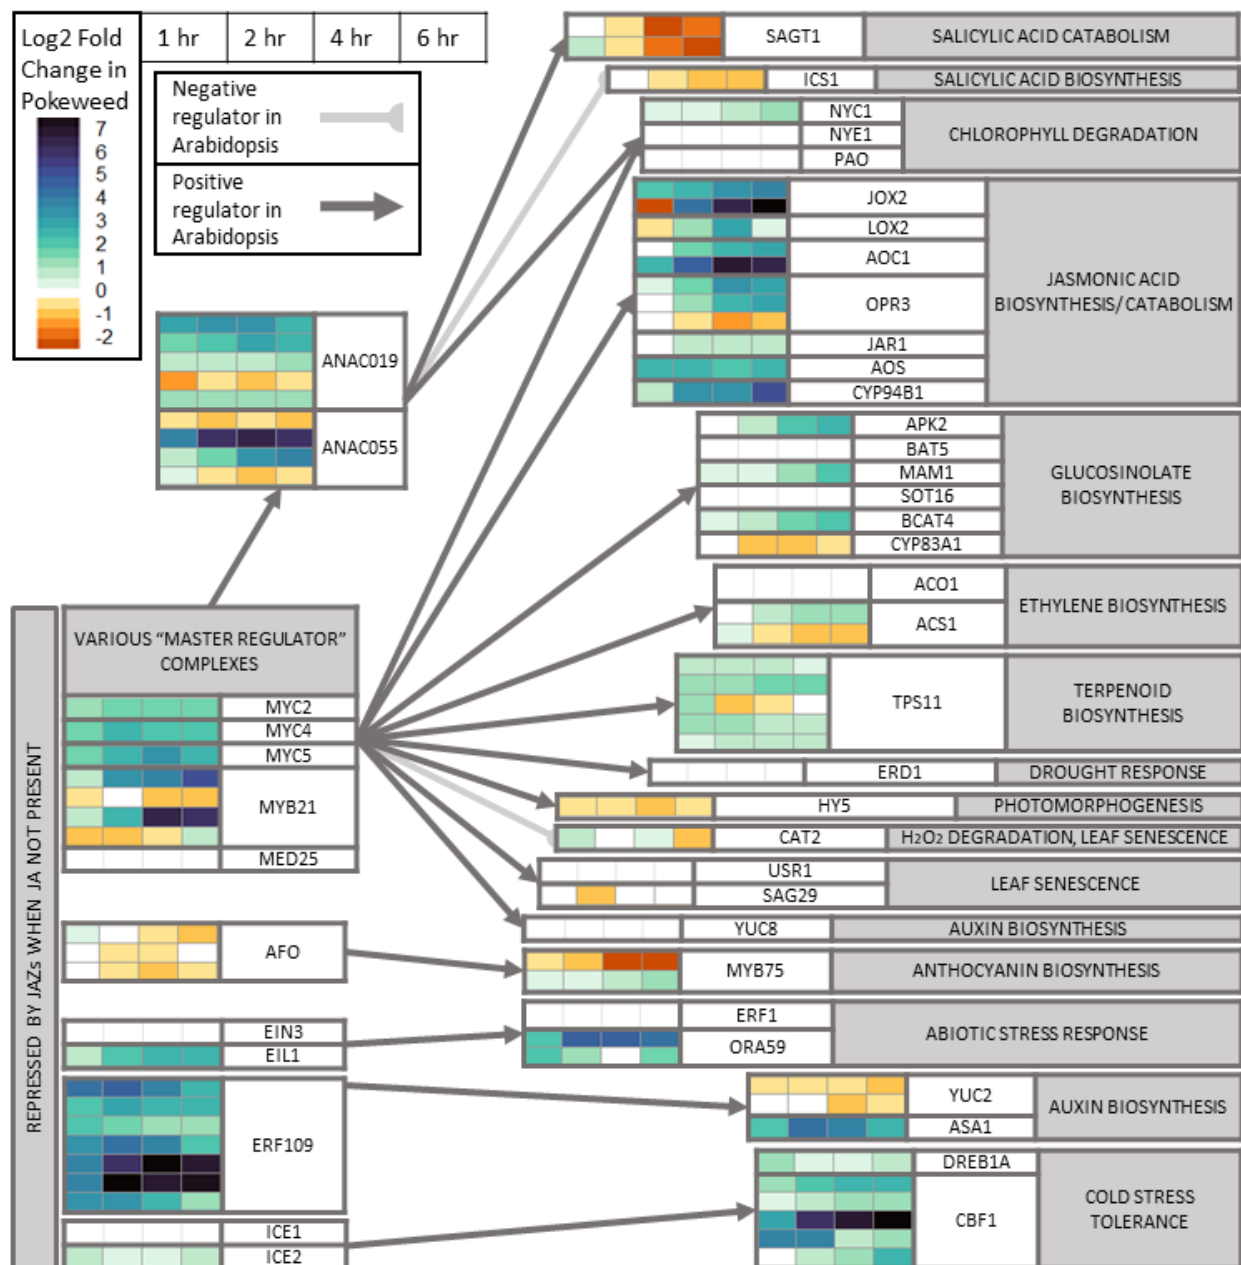 Log2 Fold
Change in
Pokeweed
7
6
5
4
3
2
1
0
-1
-2
1 hr
2 hr
4 hr
6 hr
Negative
regulator in
Arabidopsis
Positive
regulator in
Arabidopsis
SAGT1
SALICYLIC ACID CATABOLISM
ICS1
SALICYLIC ACID BIOSYNTHESIS
NYC1
NYE1
PAO
CHLOROPHYLL DEGRADATION
JOX2
LOX2
AOC1
OPR3
JAR1
AOS
CYP94B1
JASMONIC ACID
BIOSYNTHESIS/CATABOLISM
ANAC019
ANAC055
APK2
BAT5
MAM1
SOT16
BCAT4
CYP83A1
GLUCOSINOLATE
BIOSYNTHESIS
ACO1
ACS1
ETHYLENE BIOSYNTHESIS
TPS11
TERPENOID
BIOSYNTHESIS
ERD1
DROUGHT RESPONSE
HY5
PHOTOMORPHOGENESIS
CAT2
H2O2 DEGRADATION, LEAF SENESCENCE
USR1
SAG29
LEAF SENESCENCE
YUC8
AUXIN BIOSYNTHESIS
MYB75
ANTHOCYANIN BIOSYNTHESIS
ERF1
ORA59
ABIOTIC STRESS RESPONSE
YUC2
ASA1
AUXIN BIOSYNTHESIS
DREB1A
CBF1
COLD STRESS
TOLERANCE
REPRESSED BY JAZs WHEN JA NOT PRESENT
VARIOUS “MASTER REGULATOR”
COMPLEXES
MYC2
MYC4
MYC5
MYB21
MED25
AFO
EIN3
EIL1
ERF109
ICE1
ICE2